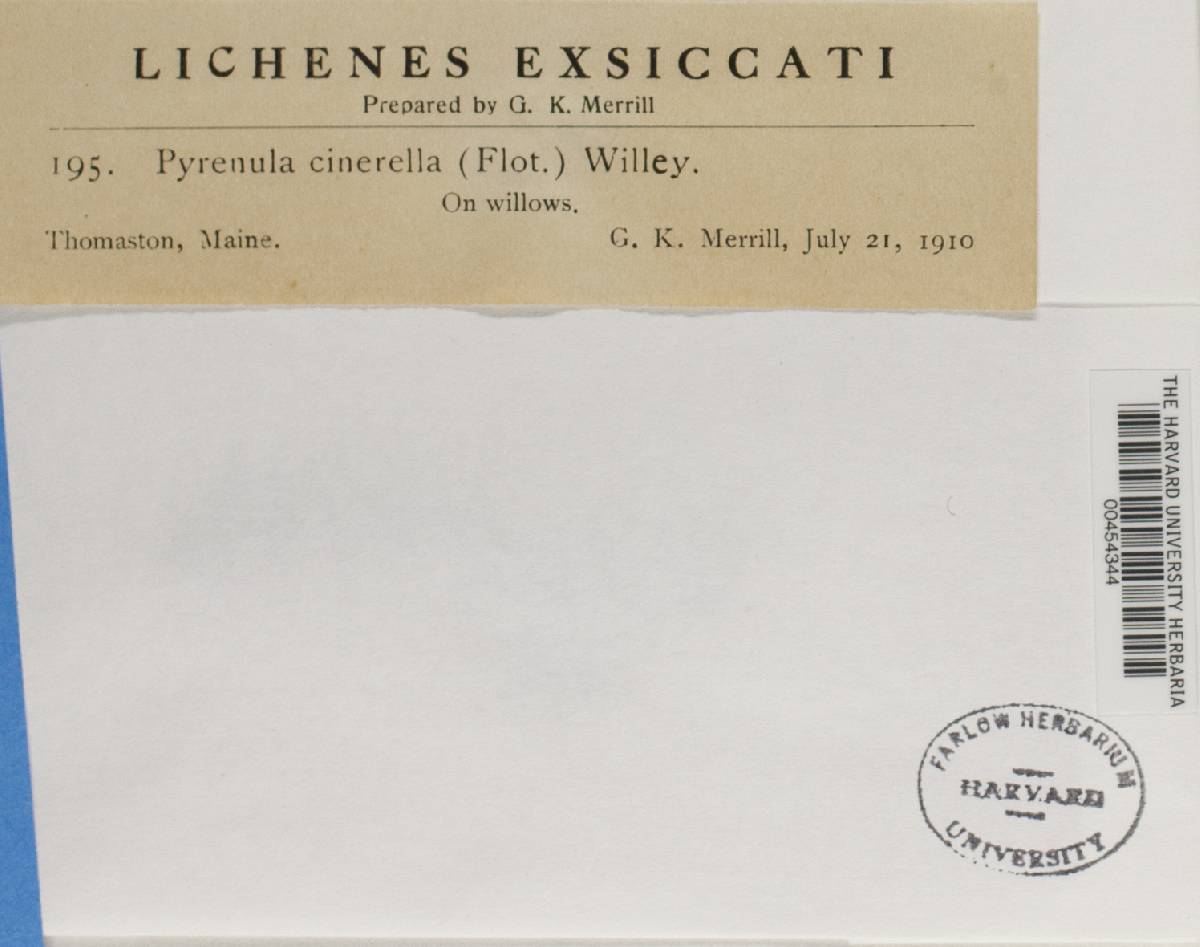 LICHENES EXSICCATI
Prepared by G. K. Merrill
195. Pyrenula cinerella (Flot.) Willey.
On willows.
Thomaston, Maine. G. K. Merrill, July 21, 1910
THE HARVARD UNIVERSITY HERBARIA
00454344
FARLOW HERBARIUM
HARVARD
UNIVERSITY